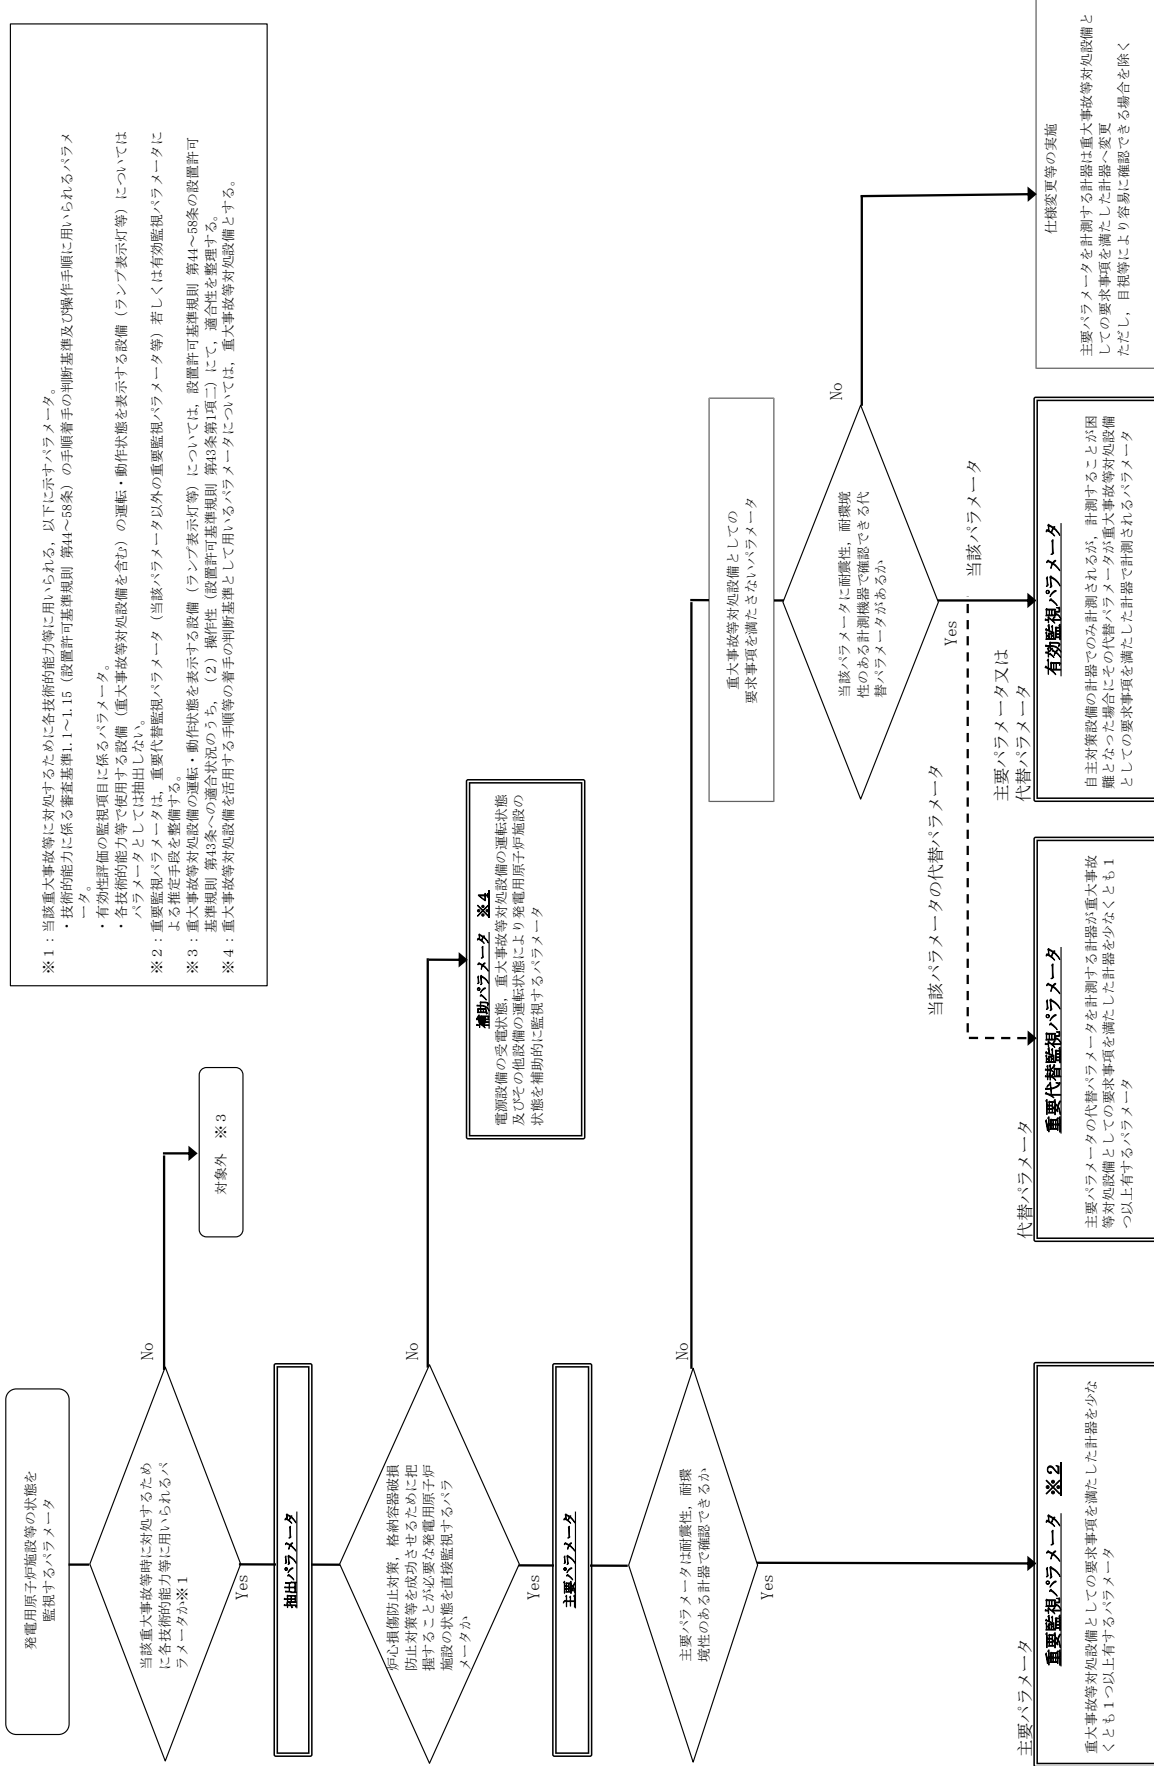 発電用原子炉施設等の状態を
監視するパラメータ
当該重大事故等時に対処するため
に各技術的能力等に用いられるパ
ラメータか※1
No
対象外　※3
Yes
抽出パラメータ
炉心損傷防止対策，格納容器破損
防止対策等を成功させるために把
握することが必要な発電用原子炉
施設の状態を直接監視するパラ
メータか
No
補助パラメータ　※4
電源設備の受電状態，重大事故等対処設備の運転状態
及びその他設備の運転状態により発電用原子炉施設の
状態を補助的に監視するパラメータ
Yes
主要パラメータ
主要パラメータは耐震性，耐環
境性のある計器で確認できるか
No
重大事故等対処設備としての
要求事項を満たさないパラメータ
当該パラメータに耐震性，耐環境
性のある計測機器で確認できる代
替パラメータがあるか
No
Yes
Yes
当該パラメータ
当該パラメータの代替パラメータ
主要パラメータ又は
代替パラメータ
主要パラメータ
重要監視パラメータ　※2
重大事故等対処設備としての要求事項を満たした計器を少な
くとも1つ以上有するパラメータ
代替パラメータ
重要代替監視パラメータ
主要パラメータの代替パラメータを計測する計器が重大事故
等対処設備としての要求事項を満たした計器を少なくとも1
つ以上有するパラメータ
有効監視パラメータ
自主対策設備の計器でのみ計測されるが，計測することが困
難となった場合にその代替パラメータが重大事故等対処設備
としての要求事項を満たした計器で計測されるパラメータ
仕様変更等の実施
主要パラメータを計測する計器は重大事故等対処設備と
しての要求事項を満たした計器へ変更
ただし，目視等により容易に確認できる場合を除く
※1：当該重大事故等に対処するために各技術的能力等に用いられる，以下に示すパラメータ。
・技術的能力に係る審査基準1.1～1.15（設置許可基準規則 第44～58条）の手順着手の判断基準及び操作手順に用いられるパラメ
ータ。
・有効性評価の監視項目に係るパラメータ。
・各技術的能力等で使用する設備（重大事故等対処設備を含む）の運転・動作状態を表示する設備（ランプ表示灯等）については
パラメータとしては抽出しない。
※2：重要監視パラメータは，重要代替監視パラメータ（当該パラメータ以外の重要監視パラメータ等）若しくは有効監視パラメータに
よる推定手段を整備する。
※3：重大事故等対処設備の運転・動作状態を表示する設備（ランプ表示灯等）については，設置許可基準規則 第44～58条の設置許可
基準規則 第43条への適合状況のうち，（2）操作性（設置許可基準規則 第43条第1項二）にて，適合性を整理する。
※4：重大事故等対処設備を活用する手順等の着手の判断基準として用いるパラメータについては，重大事故等対処設備とする。